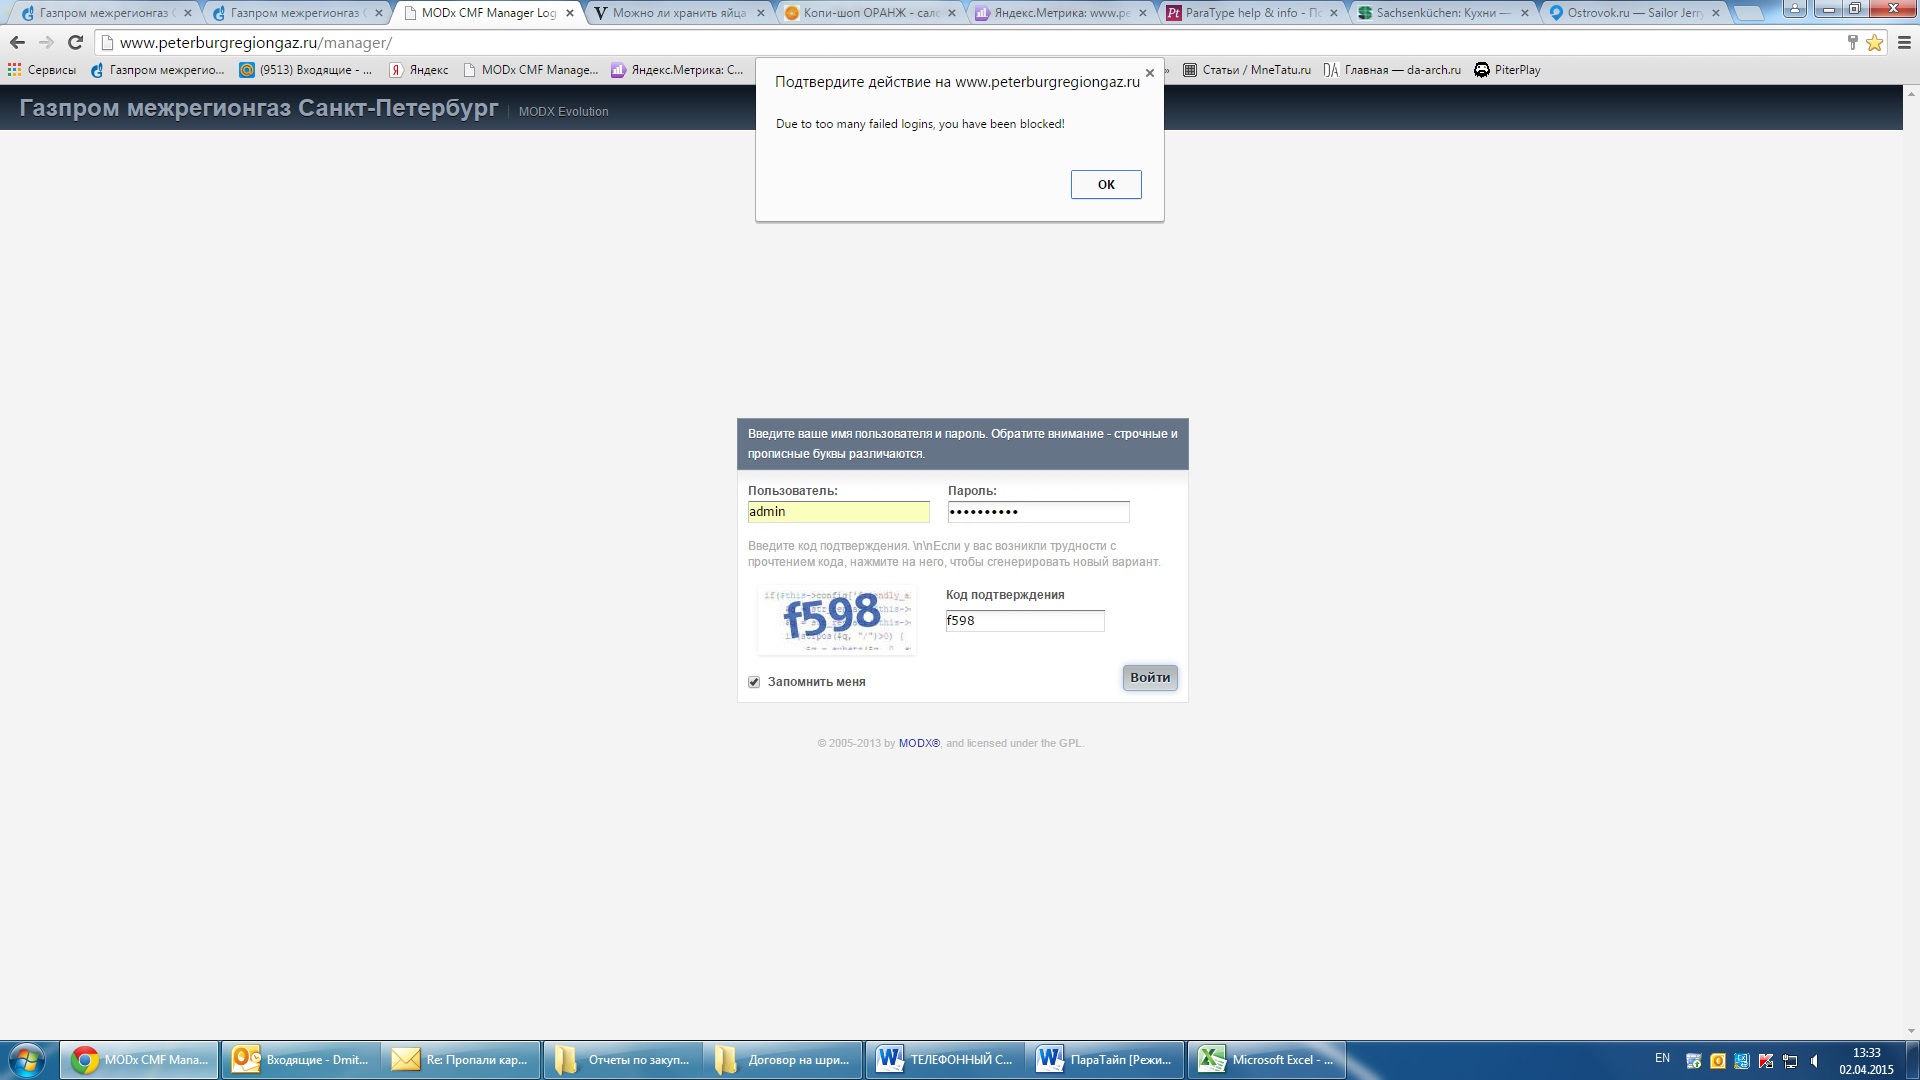 Газпром межрегионгаз
Газпром межрегионгаз
MODx CMF Manager Log
Можно ли хранить яйца
Копи-шоп ОРАНЖ - сало
Яндекс.Метрика: www.pe
ParaType help & info - По
Sachsenküchen: Кухни —
Ostrovok.ru — Sailor Jerry
www.peterburgregiongaz.ru/manager/
Сервисы
Газпром межрегио...
(9513) Входящие - ...
Яндекс
MODx CMF Manage...
Яндекс.Метрика: С...
»
Статьи / MneTatu.ru
Главная — da-arch.ru
PiterPlay
Подтвердите действие на www.peterburgregiongaz.ru
Due to too many failed logins, you have been blocked!
OK
Газпром межрегионгаз Санкт-Петербург | MODX Evolution
Введите ваше имя пользователя и пароль. Обратите внимание - строчные и
прописные буквы различаются.
Пользователь:
Пароль:
admin
••••••••••
Введите код подтверждения. \n\nЕсли у вас возникли трудности с
прочтением кода, нажмите на него, чтобы сгенерировать новый вариант.
f598
Код подтверждения
f598
Запомнить меня
Войти
© 2005-2013 by MODX®, and licensed under the GPL.
MODx CMF Mana...
Входящие - Dmit...
Re: Пропали кар...
Отчеты по закуп...
Договор на шри...
ТЕЛЕФОННЫЙ С...
ПараТайп [Режи...
Microsoft Excel - ...
EN
13:33
02.04.2015